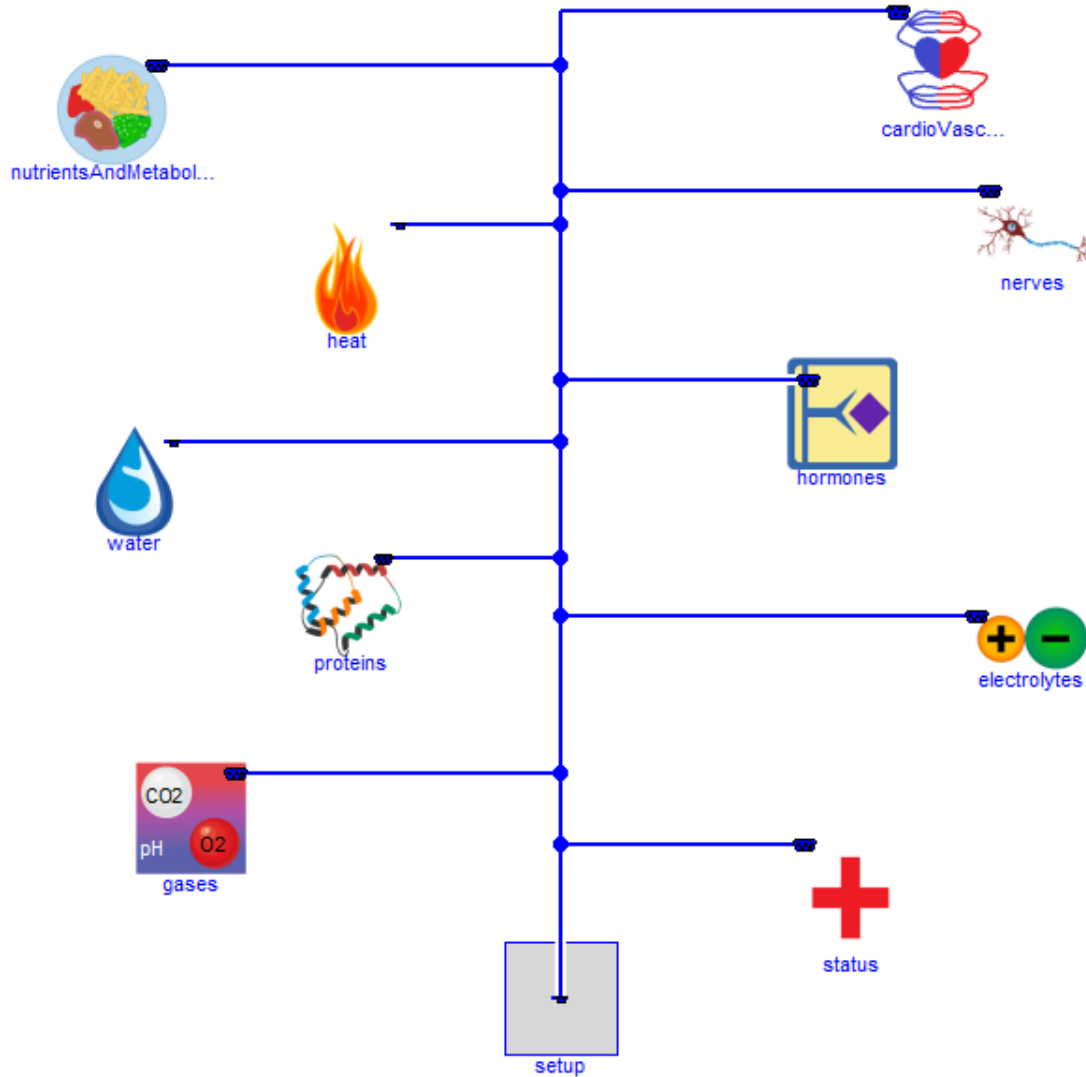 cardioVasc...
nutrientsAndMetabol...
nerves
heat
hormones
water
proteins
+
−
electrolytes
CO2
pH
O2
gases
status
setup